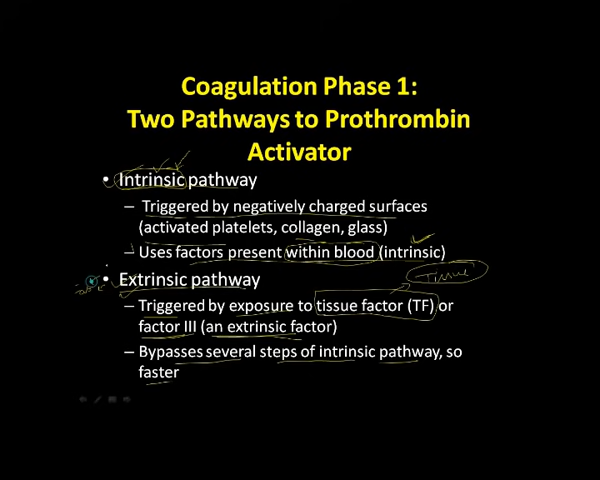 Coagulation Phase 1:
Two Pathways to Prothrombin
Activator
• Intrinsic pathway
– Triggered by negatively charged surfaces
(activated platelets, collagen, glass)
– Uses factors present within blood (intrinsic)
• Extrinsic pathway
Tissue
– Triggered by exposure to tissue factor (TF) or
factor III (an extrinsic factor)
– Bypasses several steps of intrinsic pathway, so
faster